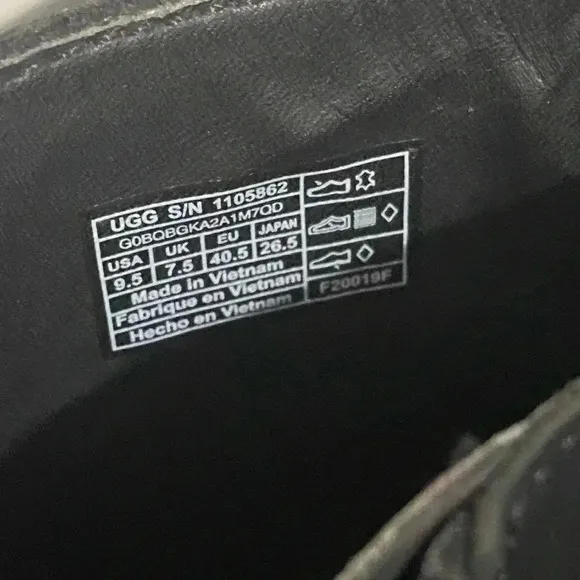 UGG S/N 1105862
G0BQBGKA2A1M7QD
USA UK EU JAPAN
9.5 7.5 40.5 26.5
Made in Vietnam
Fabrique en Vietnam
Hecho en Vietnam
F20019F